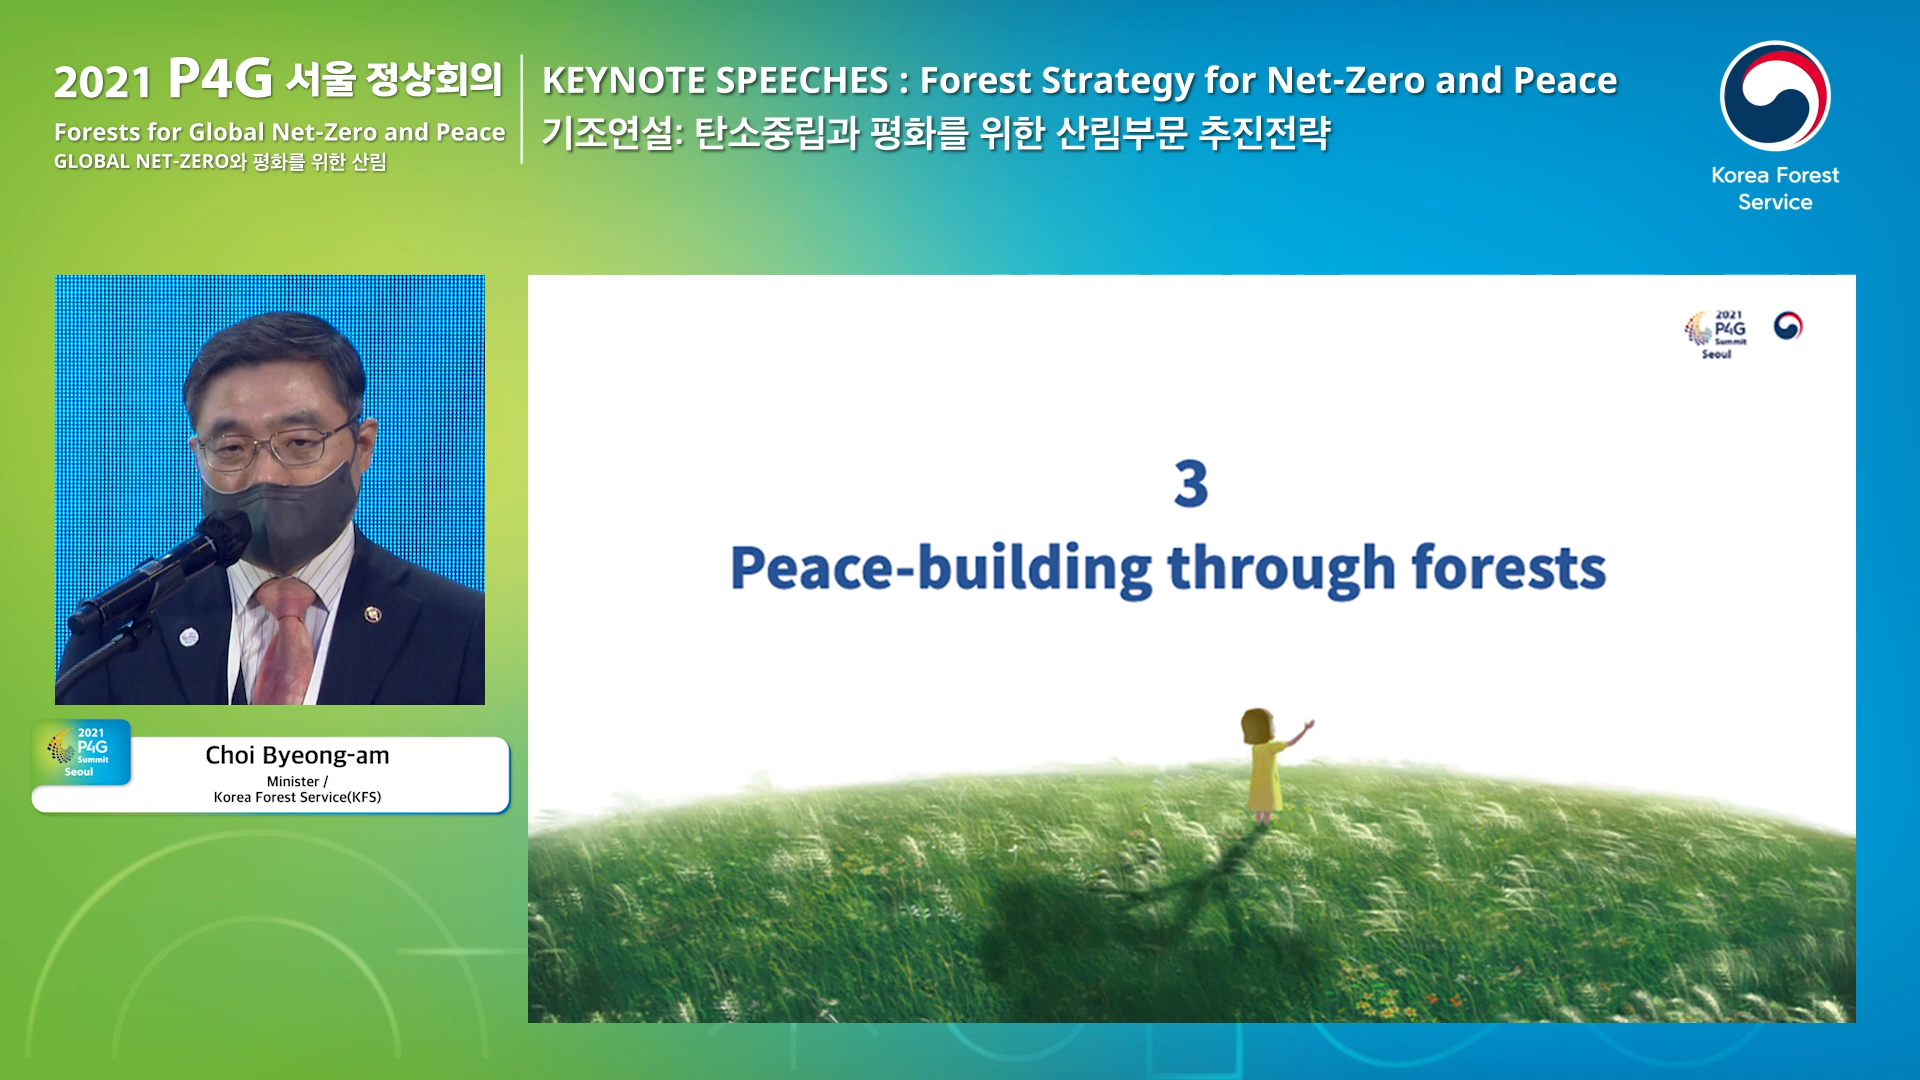 2021 P4G 서울 정상회의
Forests for Global Net-Zero and Peace
GLOBAL NET-ZERO와 평화를 위한 산림
KEYNOTE SPEECHES : Forest Strategy for Net-Zero and Peace
기조연설: 탄소중립과 평화를 위한 산림부문 추진전략
Korea Forest
Service
2021
P4G
Summit
Seoul
3
Peace-building through forests
2021
P4G
Summit
Seoul
Choi Byeong-am
Minister /
Korea Forest Service(KFS)